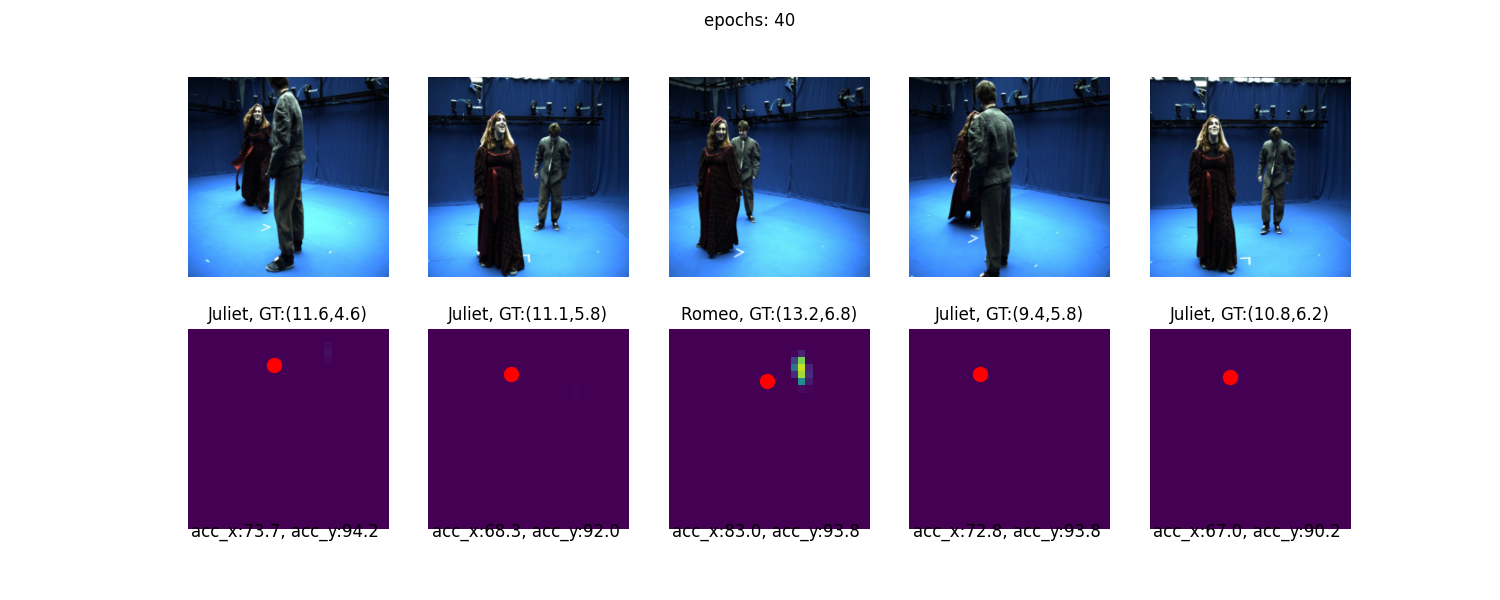 epochs: 40
Juliet, GT:(11.6,4.6)
Juliet, GT:(11.1,5.8)
Romeo, GT:(13.2,6.8)
Juliet, GT:(9.4,5.8)
Juliet, GT:(10.8,6.2)
acc_x:73.7, acc_y:94.2
acc_x:68.3, acc_y:92.0
acc_x:83.0, acc_y:93.8
acc_x:72.8, acc_y:93.8
acc_x:67.0, acc_y:90.2